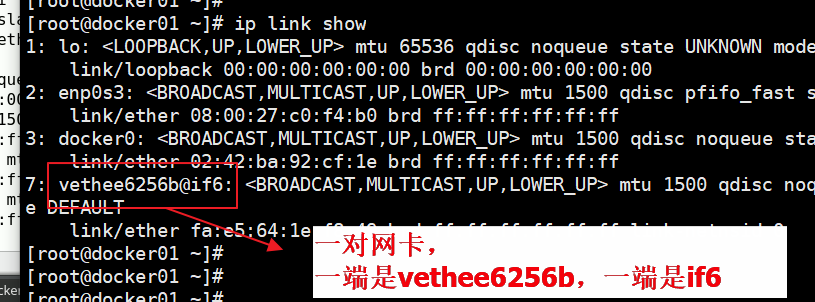 [root@docker01 ~]#
[root@docker01 ~]# ip link show
1: lo: <LOOPBACK,UP,LOWER_UP> mtu 65536 qdisc noqueue state UNKNOWN mode
link/loopback 00:00:00:00:00:00 brd 00:00:00:00:00:00
2: enp0s3: <BROADCAST,MULTICAST,UP,LOWER_UP> mtu 1500 qdisc pfifo_fast s
link/ether 08:00:27:c0:f4:b0 brd ff:ff:ff:ff:ff:ff
3: docker0: <BROADCAST,MULTICAST,UP,LOWER_UP> mtu 1500 qdisc noqueue sta
link/ether 02:42:ba:92:cf:1e brd ff:ff:ff:ff:ff:ff
7: vethee6256b@if6: <BROADCAST,MULTICAST,UP,LOWER_UP> mtu 1500 qdisc noq
e DEFAULT
link/ether fa:e5:64:1e
一对网卡,
一端是vethee6256b，一端是if6
[root@docker01 ~]#
[root@docker01 ~]#
[root@docker01 ~]#